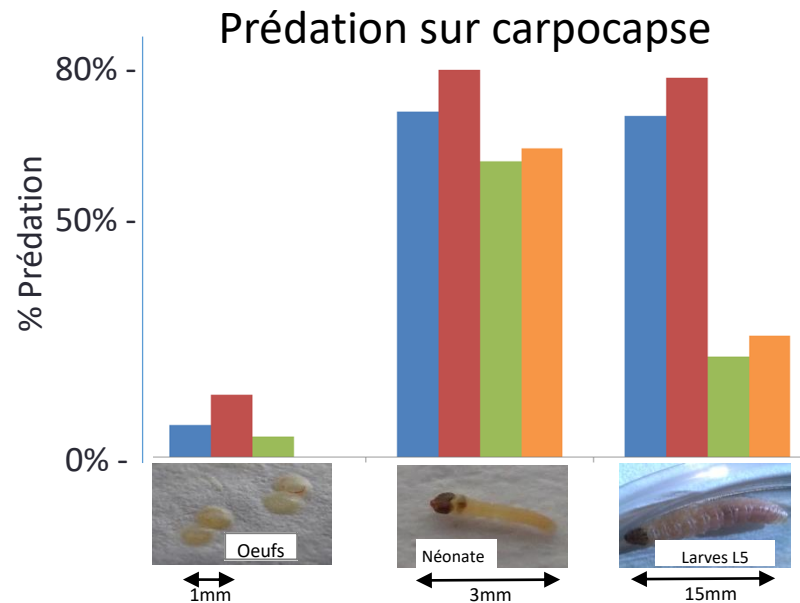 Prédation sur carpocapse
80% -
50% -
0% -
% Prédation
Oeufs
Néonate
Larves L5
1mm
3mm
15mm